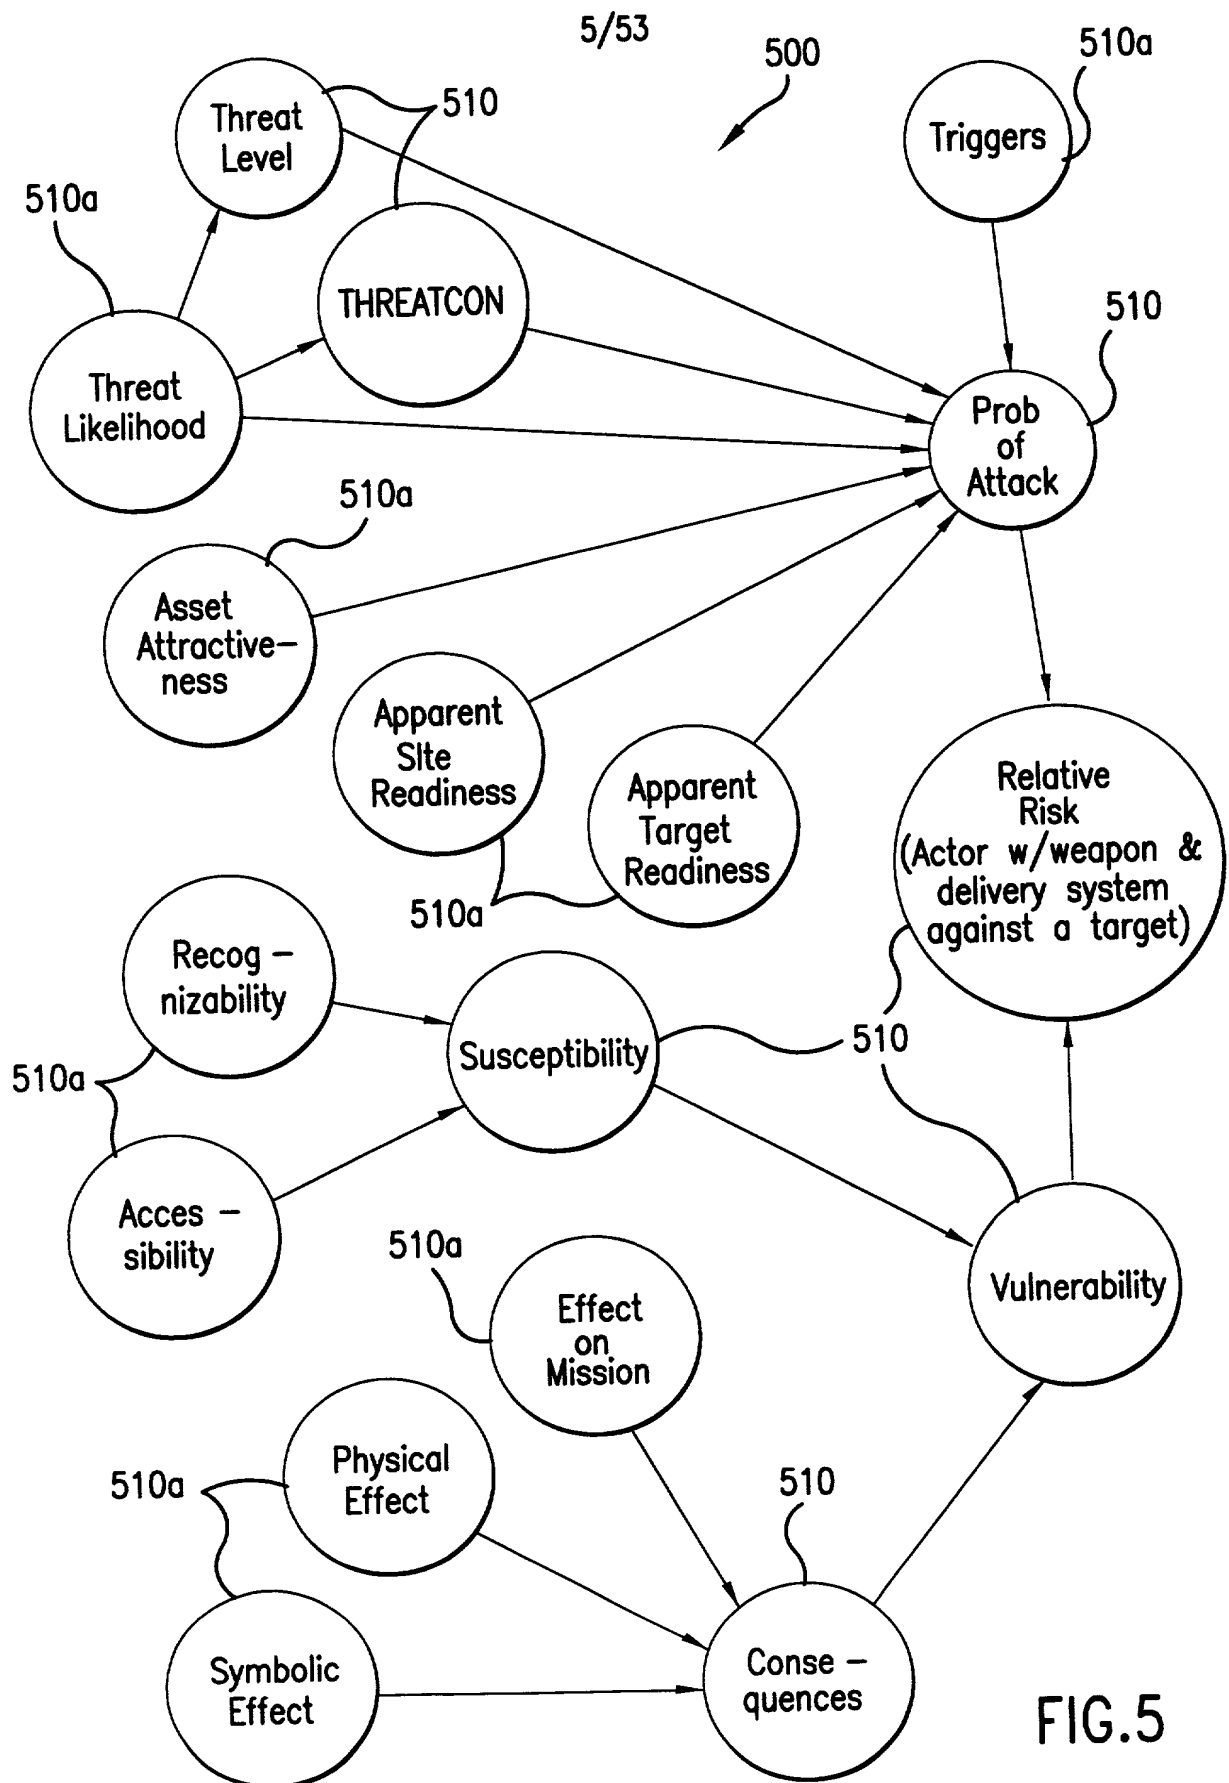 5/53
500
510a
Triggers
Threat
Level
510
510a
THREATCON
510
Threat
Likelihood
Prob
of
Attack
510a
Asset
Attractive–
ness
Apparent
SIte
Readiness
Apparent
Target
Readiness
510a
Relative
Risk
(Actor w/weapon &
delivery system
against a target)
Recog –
nizability
510a
Susceptibility
510
Acces –
sibility
510a
Effect
on
Mission
Vulnerability
Physical
Effect
510a
510
Symbolic
Effect
Conse –
quences
FIG.5